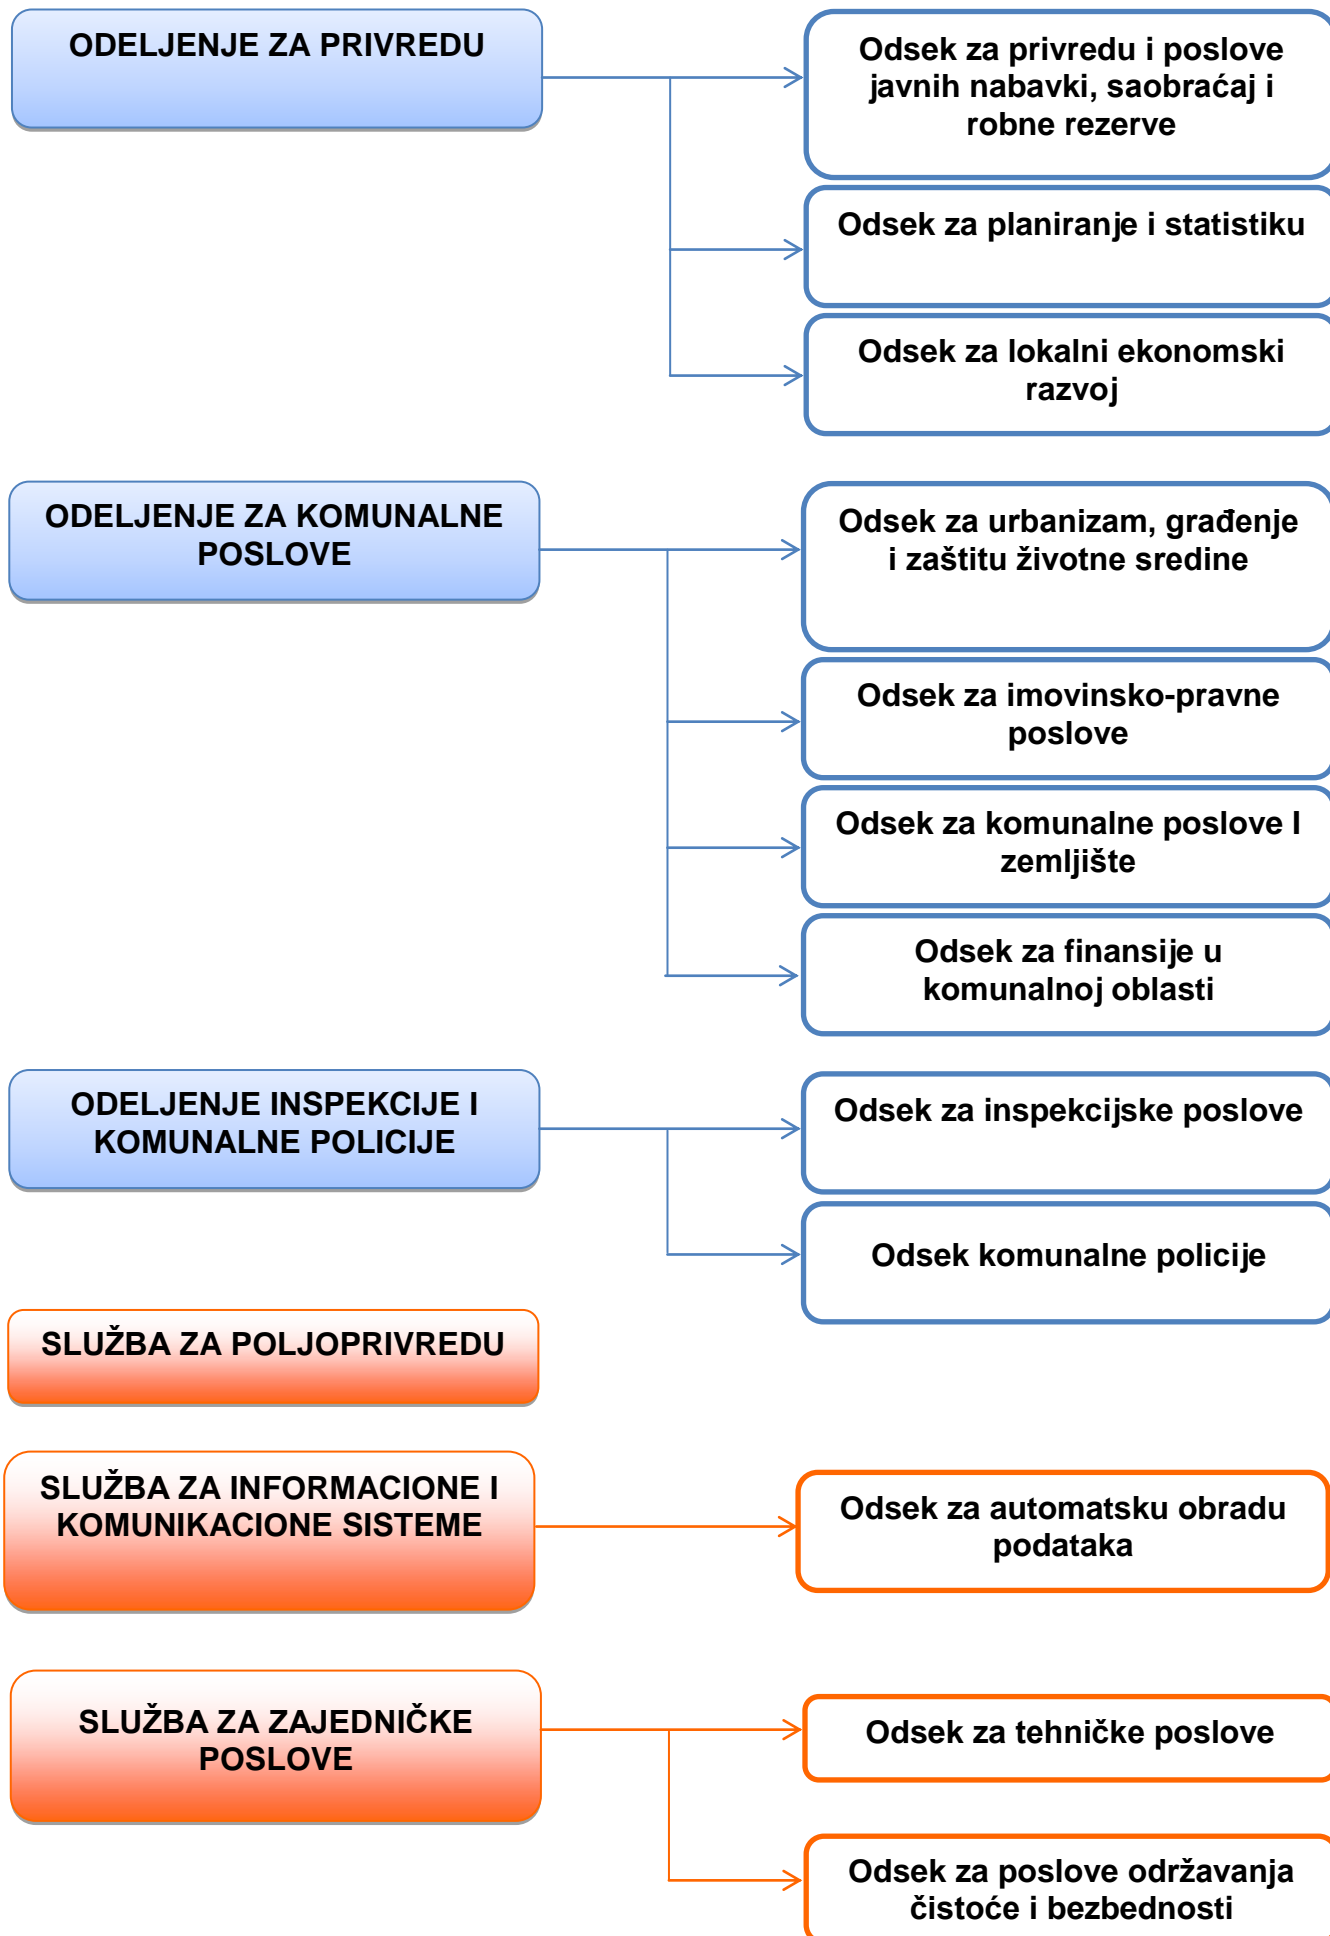 ODELJENJE ZA PRIVREDU
Odsek za privredu i poslove
javnih nabavki, saobraćaj i
robne rezerve
Odsek za planiranje i statistiku
Odsek za lokalni ekonomski
razvoj
ODELJENJE ZA KOMUNALNE
POSLOVE
Odsek za urbanizam, građenje
i zaštitu životne sredine
Odsek za imovinsko-pravne
poslove
Odsek za komunalne poslove I
zemljište
Odsek za finansije u
komunalnoj oblasti
ODELJENJE INSPEKCIJE I
KOMUNALNE POLICIJE
Odsek za inspekcijske poslove
Odsek komunalne policije
SLUŽBA ZA POLJOPRIVREDU
SLUŽBA ZA INFORMACIONE I
KOMUNIKACIONE SISTEME
Odsek za automatsku obradu
podataka
SLUŽBA ZA ZAJEDNIČKE
POSLOVE
Odsek za tehničke poslove
Odsek za poslove održavanja
čistoće i bezbednosti